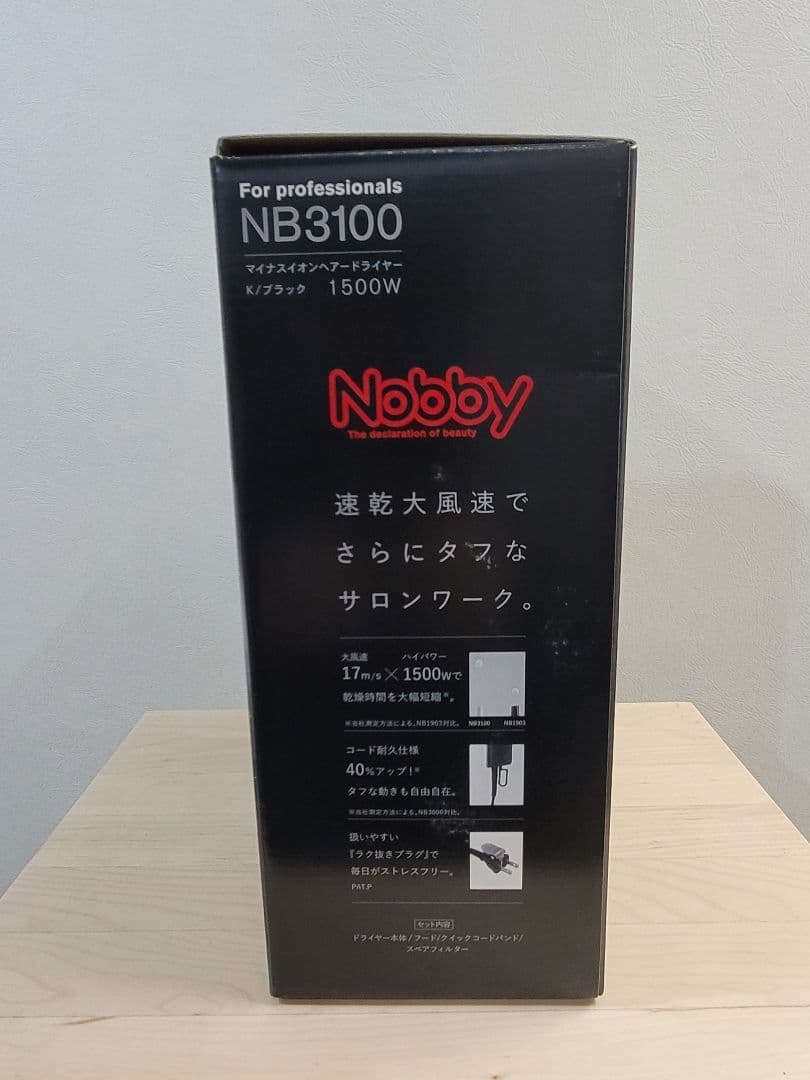 For professionals
NB3100
マイナスイオンヘアードライヤー
K/ブラック 1500W
Nobby
The declaration of beauty
速乾大風速で
さらにタフな
サロンワーク。
大風速 ハイパワー
17m/s×1500Wで
乾燥時間を大幅短縮※。
※当社測定方法による、NB1903対比。
NB3100 NB1903
コード耐久仕様
40%アップ!※
タフな動きも自由自在。
※当社測定方法による、NB3000対比。
扱いやすい
『ラク抜きプラグ』で
毎日がストレスフリー。
PAT.P
セット内容
ドライヤー本体/フード/クイックコードバンド/
スペアフィルター